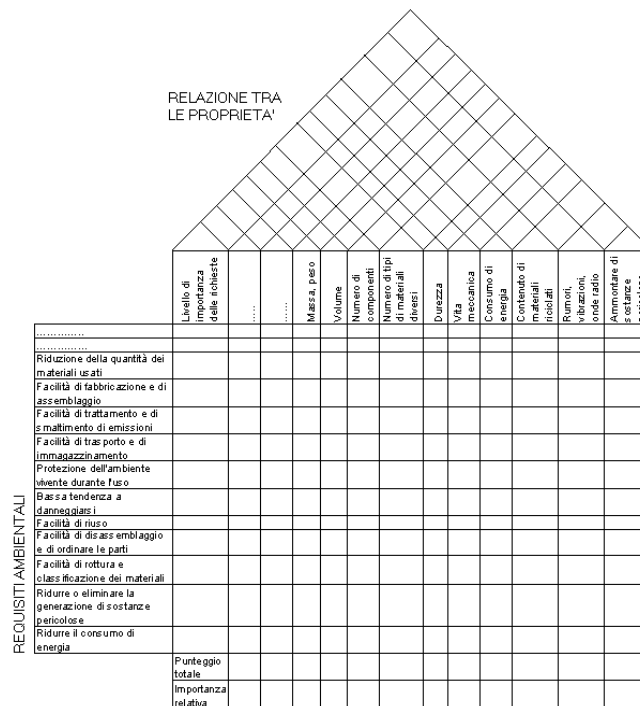 RELAZIONE TRA
LE PROPRIETA'
Livello di
importanza
delle richieste
......
......
Massa, peso
Volume
Numero di
componenti
Numero di tipi
di materiali
diversi
Durezza
Vita
meccanica
Consumo di
energia
Contenuto di
materiali
riciclati
Rumori,
vibrazioni,
onde radio
Ammontare di
sostanze
REQUISITI AMBIENTALI
..............
..............
Riduzione della quantità dei
materiali usati
Facilità di fabbricazione e di
assemblaggio
Facilità di trattamento e di
smaltimento di emissioni
Facilità di trasporto e di
immagazzinamento
Protezione dell'ambiente
vivente durante l'uso
Bassa tendenza a
danneggiarsi
Facilità di riuso
Facilità di disassemblaggio
e di ordinare le parti
Facilità di rottura e
classificazione dei materiali
Ridurre o eliminare la
generazione di sostanze
pericolose
Ridurre il consumo di
energia
Punteggio
totale
Importanza
relativa